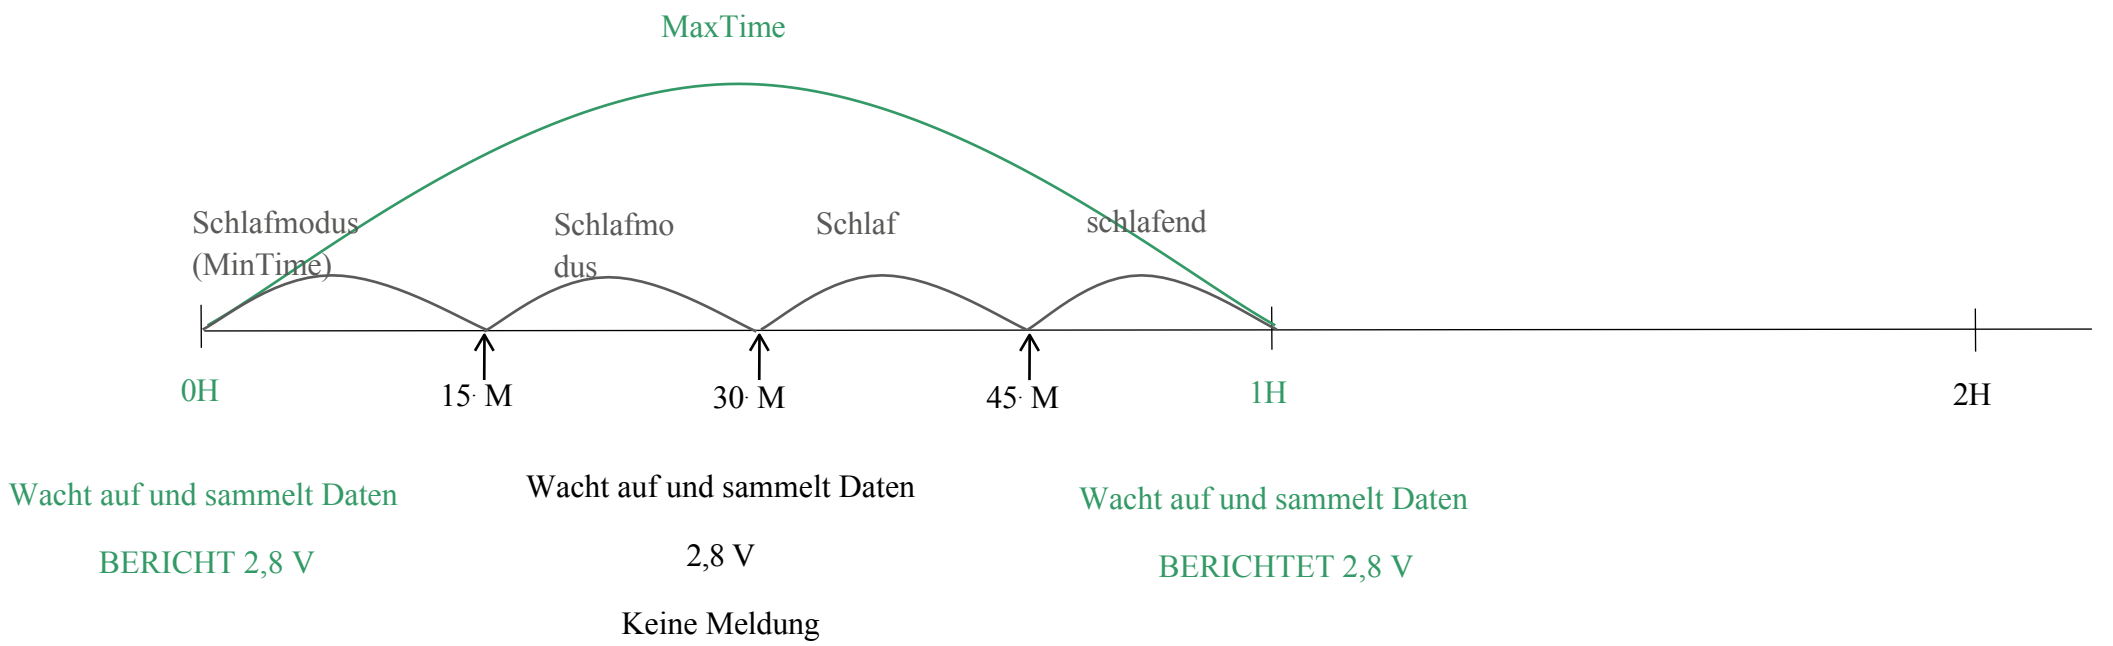 MaxTime
Schlafmodus
(MinTime)
Schlafmo
dus
Schlaf
schlafend
0H
15. M
30. M
45. M
1H
2H
Wacht auf und sammelt Daten
BERICHT 2,8 V
Wacht auf und sammelt Daten
2,8 V
Keine Meldung
Wacht auf und sammelt Daten
BERICHTET 2,8 V